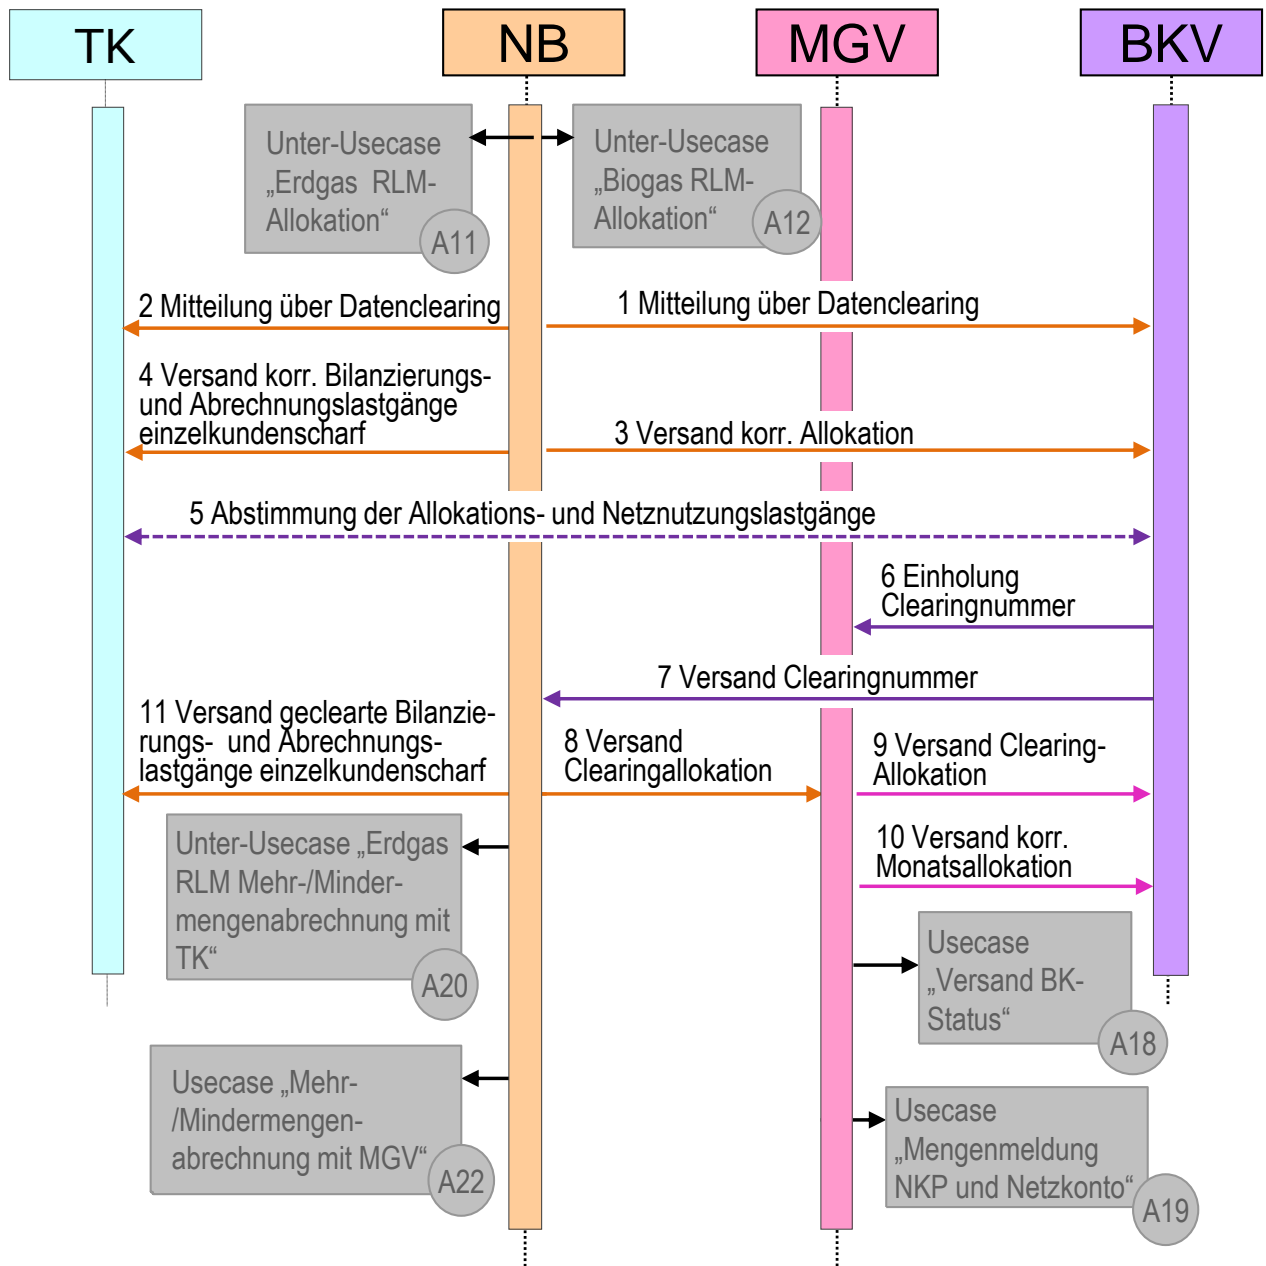 TK
NB
MGV
BKV
Unter-Usecase
„Erdgas RLM-
Allokation“
A11
Unter-Usecase
„Biogas RLM-
Allokation“
A12
2 Mitteilung über Datenclearing
1 Mitteilung über Datenclearing
4 Versand korr. Bilanzierungs-
und Abrechnungslastgänge
einzelkundenscharf
3 Versand korr. Allokation
5 Abstimmung der Allokations- und Netznutzungslastgänge
6 Einholung
Clearingnummer
7 Versand Clearingnummer
11 Versand geclearte Bilanzie-
rungs- und Abrechnungs-
lastgänge einzelkundenscharf
8 Versand
Clearingallokation
9 Versand Clearing-
Allokation
10 Versand korr.
Monatsallokation
Unter-Usecase „Erdgas
RLM Mehr-/Minder-
mengenabrechnung mit
TK“
A20
Usecase
„Versand BK-
Status“
A18
Usecase „Mehr-
/Mindermengen-
abrechnung mit MGV“
A22
Usecase
„Mengenmeldung
NKP und Netzkonto“
A19